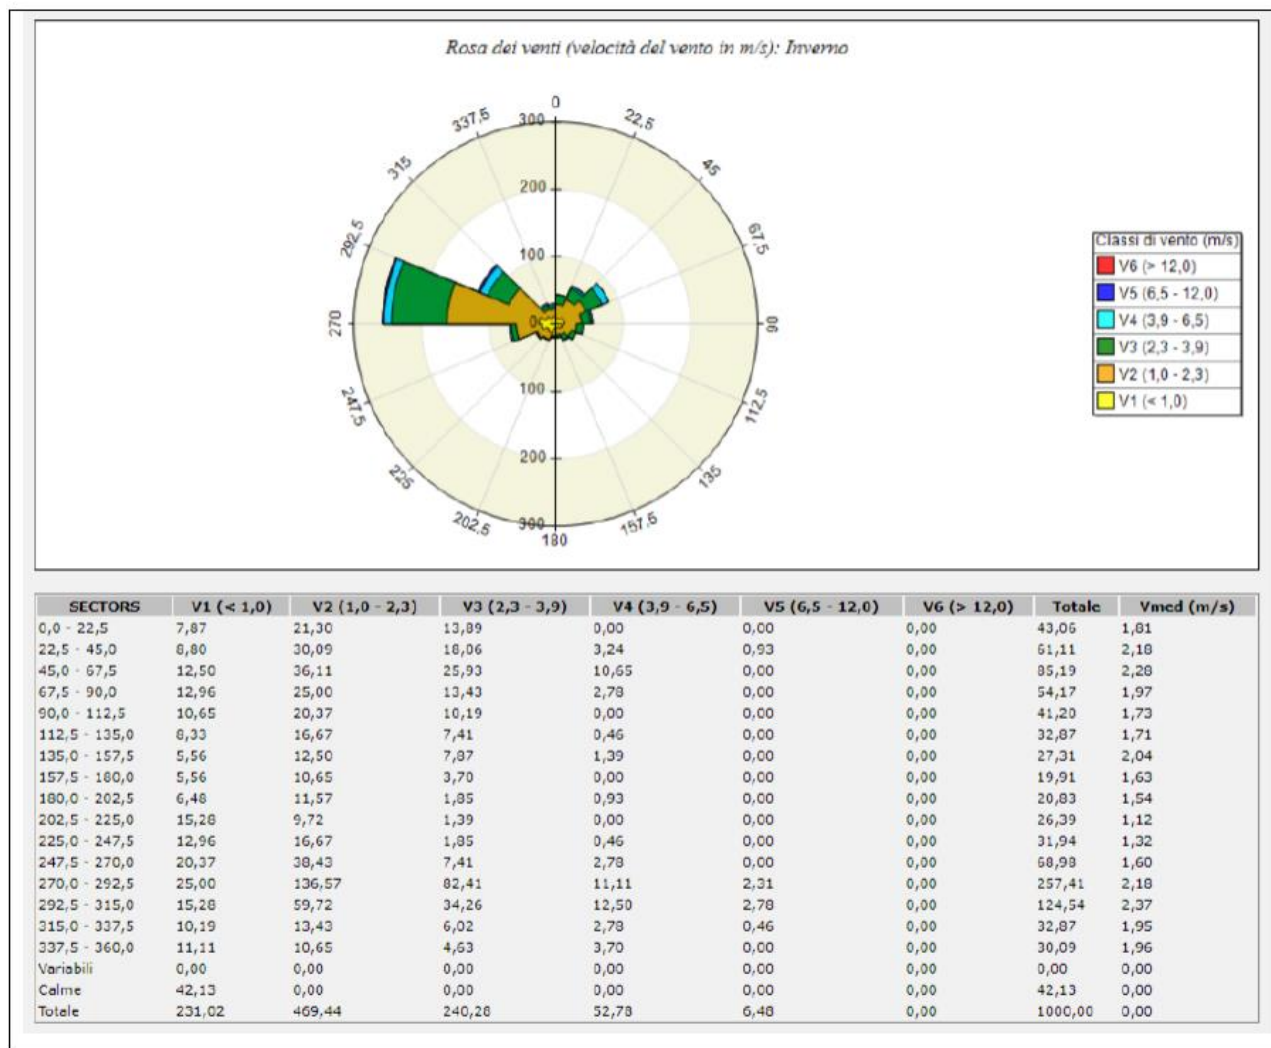 Rosa dei venti (velocità del vento in m/s): Inverno
0
337,5
300
22,5
315
45
200
292,5
67,5
100
270
0
90
100
247,5
112,5
200
225
135
202,5
300
157,5
180
Classi di vento (m/s)
V6 (> 12,0)
V5 (6,5 - 12,0)
V4 (3,9 - 6,5)
V3 (2,3 - 3,9)
V2 (1,0 - 2,3)
V1 (< 1,0)
SECTORS V1 (< 1,0) V2 (1,0 - 2,3) V3 (2,3 - 3,9) V4 (3,9 - 6,5) V5 (6,5 - 12,0) V6 (> 12,0) Totale Vmed (m/s)
0,0 - 22,5 7,87 21,30 13,89 0,00 0,00 0,00 43,06 1,81
22,5 - 45,0 8,80 30,09 18,06 3,24 0,93 0,00 61,11 2,18
45,0 - 67,5 12,50 36,11 25,93 10,65 0,00 0,00 85,19 2,28
67,5 - 90,0 12,96 25,00 13,43 2,78 0,00 0,00 54,17 1,97
90,0 - 112,5 10,65 20,37 10,19 0,00 0,00 0,00 41,20 1,73
112,5 - 135,0 8,33 16,67 7,41 0,46 0,00 0,00 32,87 1,71
135,0 - 157,5 5,56 12,50 7,87 1,39 0,00 0,00 27,31 2,04
157,5 - 180,0 5,56 10,65 3,70 0,00 0,00 0,00 19,91 1,63
180,0 - 202,5 6,48 11,57 1,85 0,93 0,00 0,00 20,83 1,54
202,5 - 225,0 15,28 9,72 1,39 0,00 0,00 0,00 26,39 1,12
225,0 - 247,5 12,96 16,67 1,85 0,46 0,00 0,00 31,94 1,32
247,5 - 270,0 20,37 38,43 7,41 2,78 0,00 0,00 68,98 1,60
270,0 - 292,5 25,00 136,57 82,41 11,11 2,31 0,00 257,41 2,18
292,5 - 315,0 15,28 59,72 34,26 12,50 2,78 0,00 124,54 2,37
315,0 - 337,5 10,19 13,43 6,02 2,78 0,46 0,00 32,87 1,95
337,5 - 360,0 11,11 10,65 4,63 3,70 0,00 0,00 30,09 1,96
Variabili 0,00 0,00 0,00 0,00 0,00 0,00 0,00 0,00
Calme 42,13 0,00 0,00 0,00 0,00 0,00 42,13 0,00
Totale 231,02 469,44 240,28 52,78 6,48 0,00 1000,00 0,00